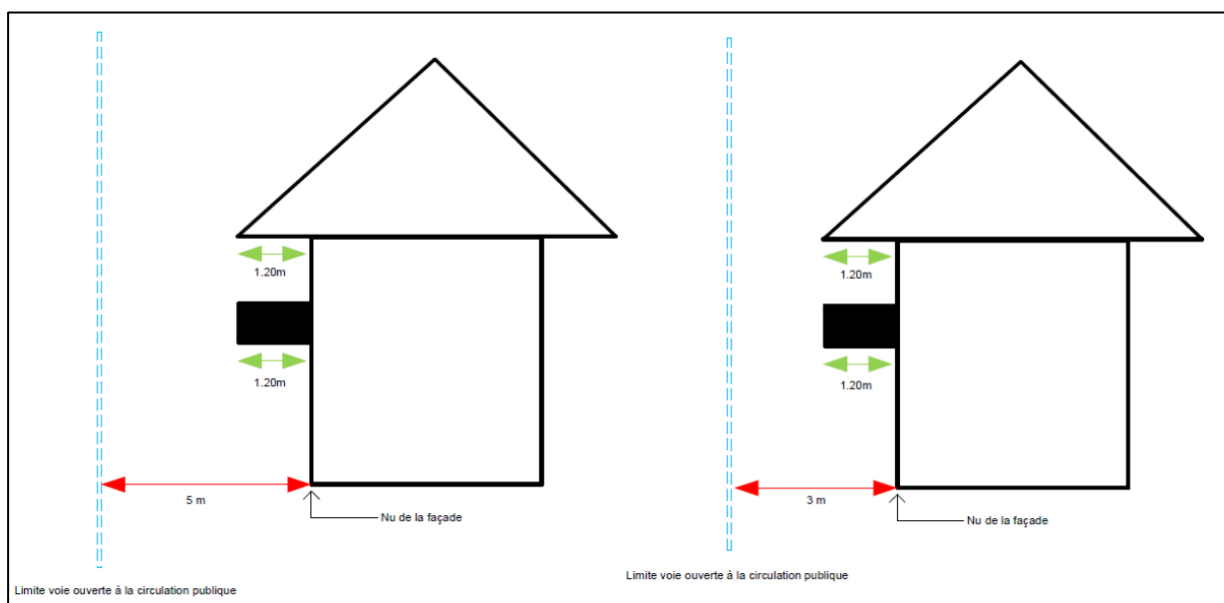 1.20m
1.20m
5 m
Nu de la façade
Limite voie ouverte à la circulation publique
1.20m
1.20m
3 m
Nu de la façade
Limite voie ouverte à la circulation publique